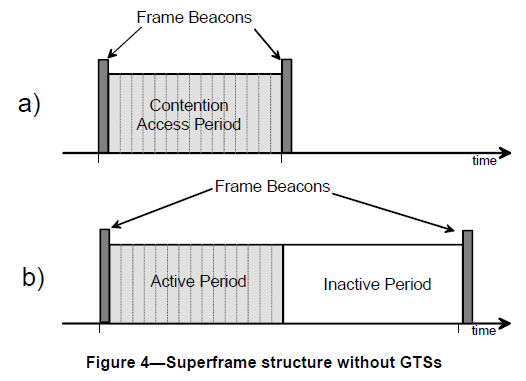 Frame Beacons
a)
Contention
Access Period
time
Frame Beacons
b)
Active Period
Inactive Period
time
Figure 4—Superframe structure without GTSs